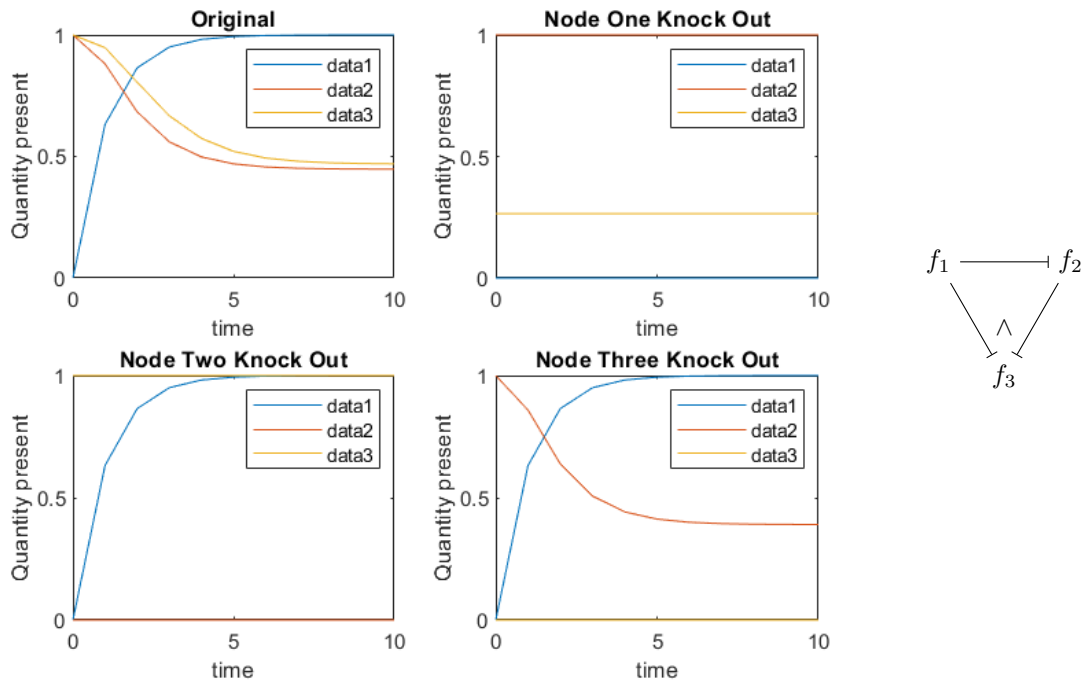 Original
Quantity present
1
0.5
0
0
5
10
time
data1
data2
data3
Node One Knock Out
Quantity present
1
0.5
0
0
5
10
time
data1
data2
data3
Node Two Knock Out
Quantity present
1
0.5
0
0
5
10
time
data1
data2
data3
Node Three Knock Out
Quantity present
1
0.5
0
0
5
10
time
data1
data2
data3
f₁ f₂
∧
f₃